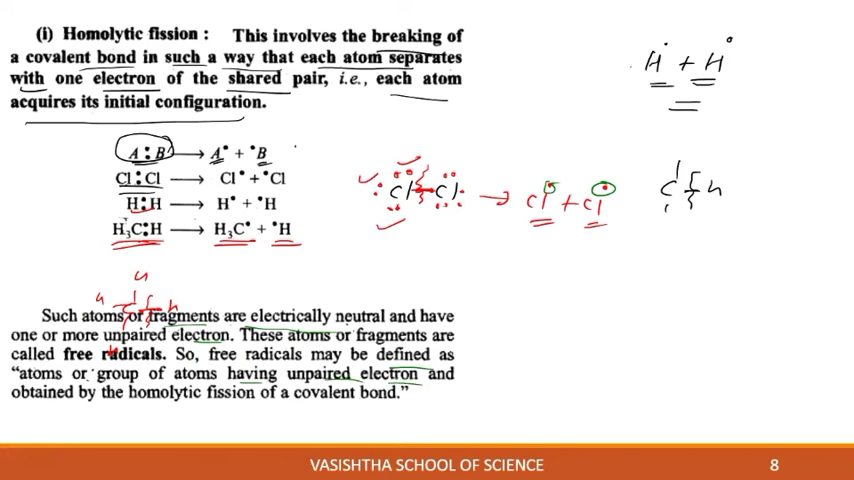 (i) Homolytic fission : This involves the breaking of
a covalent bond in such a way that each atom separates
with one electron of the shared pair, i.e., each atom
acquires its initial configuration.
H• + H•
A : B → A• + •B
Cl : Cl → Cl• + •Cl
H : H → H• + •H
H₃C : H → H₃C• + •H
Cl - Cl → Cl + Cl
C H
H
H C H
Such atoms or fragments are electrically neutral and have
one or more unpaired electron. These atoms or fragments are
called free radicals. So, free radicals may be defined as
“atoms or group of atoms having unpaired electron and
obtained by the homolytic fission of a covalent bond.”
VASISHTHA SCHOOL OF SCIENCE 8